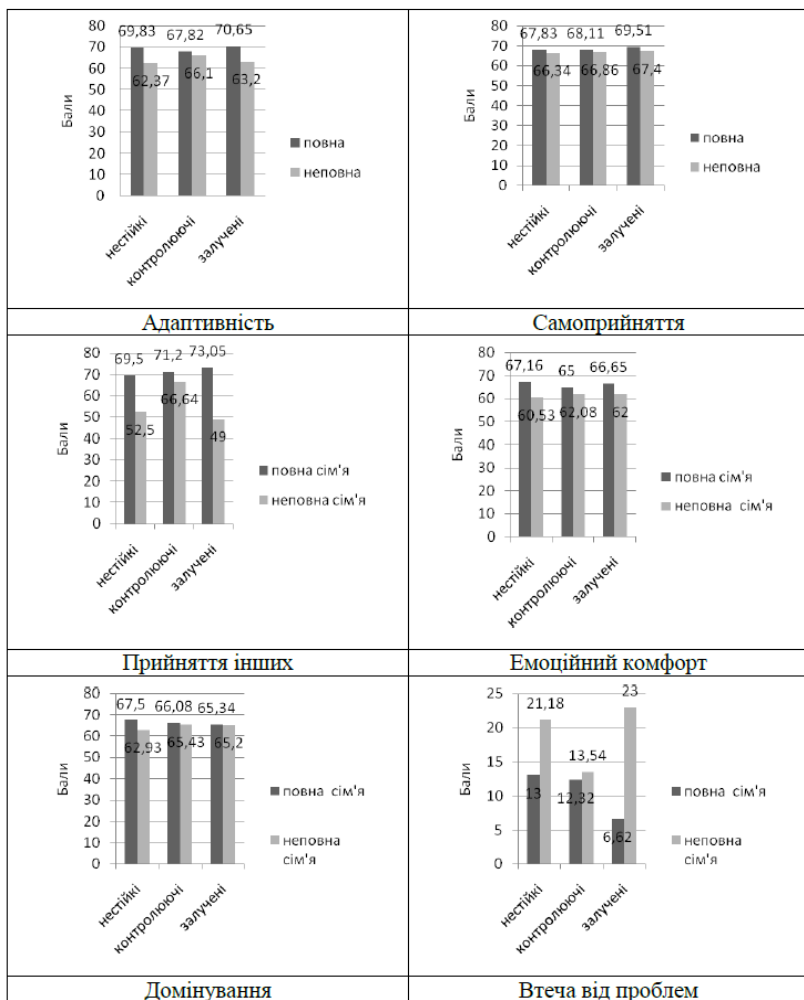 69,83 67,82 70,65
80
70
60
50
40
30
20
10
0
62,37 66,1 63,2
Бали
повна
неповна
нестійкі
контролюючі
залучені
Адаптивність
67,83 68,11 69,51
80
70
60
50
40
30
20
10
0
66,34 66,86 67,4
Бали
повна
неповна
нестійкі
контролюючі
залучені
Самоприйняття
69,5 71,2 73,05
80
70
60
50
40
30
20
10
0
52,5 66,64 49
Бали
повна сім'я
неповна сім'я
нестійкі
контролюючі
залучені
Прийняття інших
67,16 65 66,65
80
70
60
50
40
30
20
10
0
60,53 62,08 62
Бали
повна сім'я
неповна сім'я
нестійкі
контролюючі
залучені
Емоційний комфорт
67,5 66,08 65,34
80
70
60
50
40
30
20
10
0
62,93 65,43 65,2
Бали
повна сім'я
неповна
сім'я
нестійкі
контролюючі
залучені
Домінування
21,18 13,54 23
25
20
15
10
5
0
13 12,32 6,62
Бали
повна сім'я
неповна
сім'я
нестійкі
контролюючі
залучені
Втеча від проблем